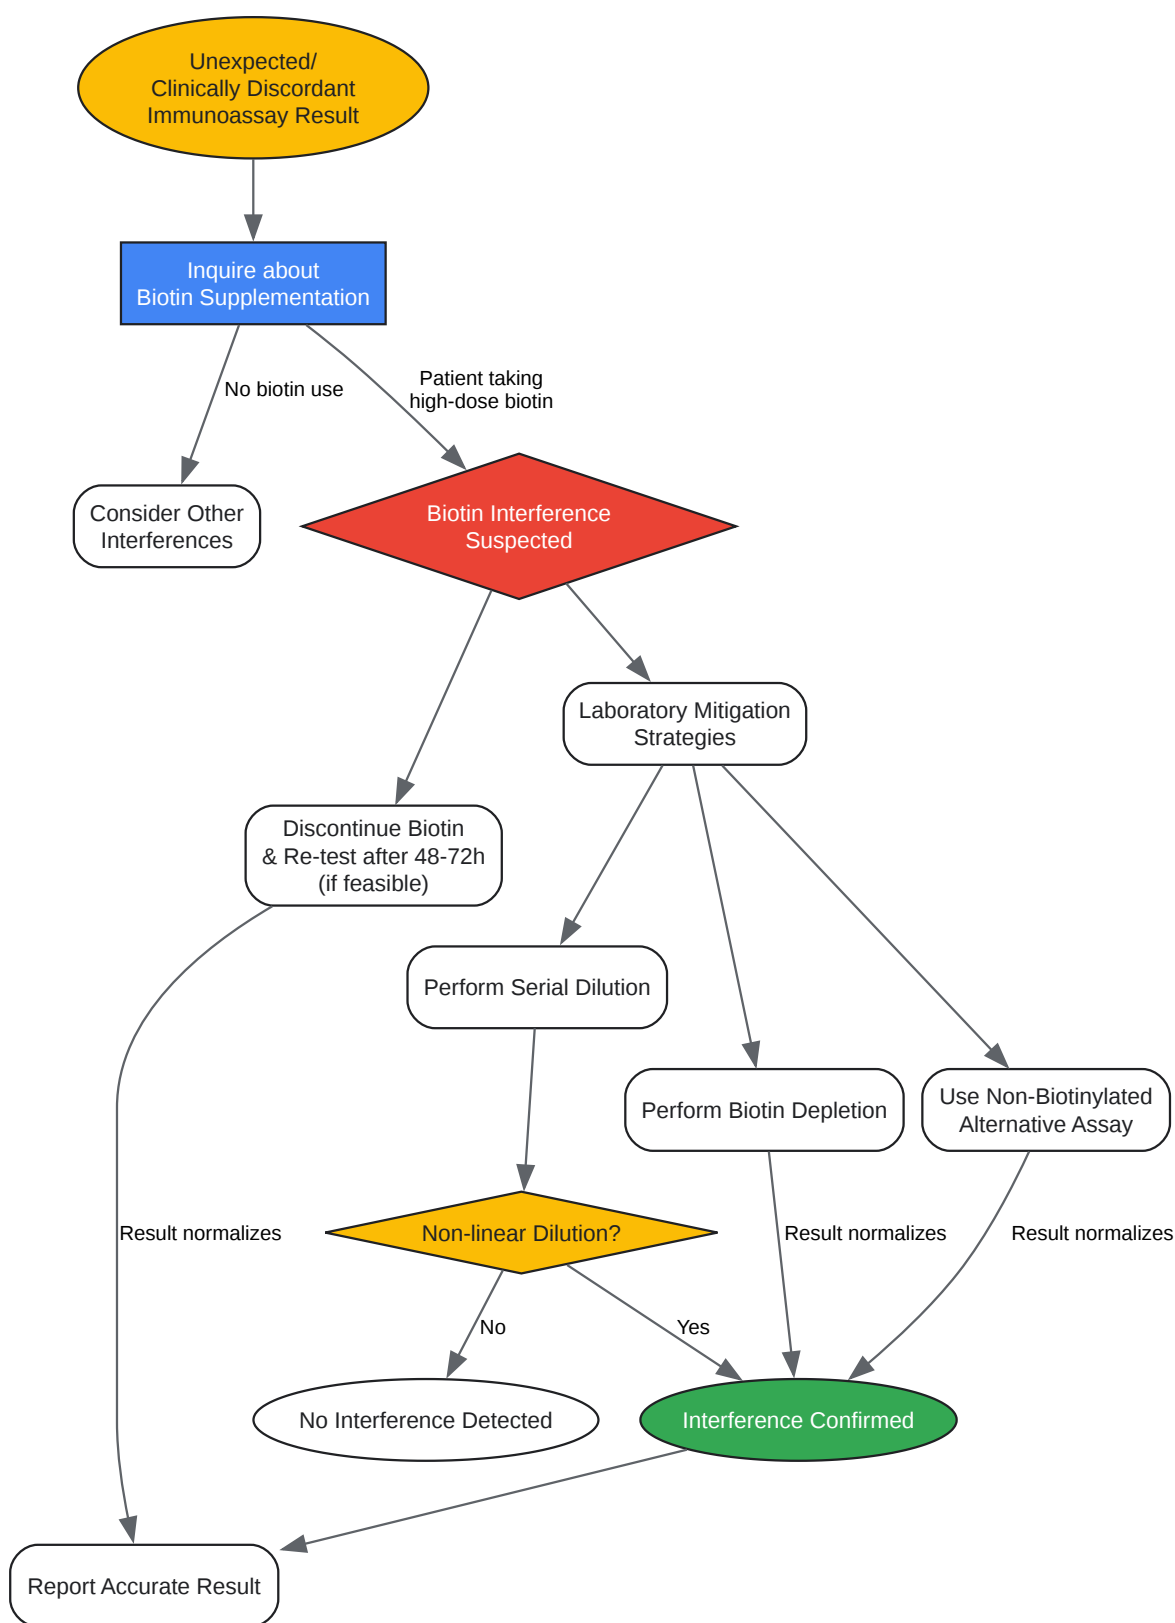 Unexpected/
Clinically Discordant
Immunoassay Result
Inquire about
Biotin Supplementation
No biotin use
Patient taking
high-dose biotin
Consider Other
Interferences
Biotin Interference
Suspected
Laboratory Mitigation
Strategies
Discontinue Biotin
& Re-test after 48-72h
(if feasible)
Perform Serial Dilution
Perform Biotin Depletion
Use Non-Biotinylated
Alternative Assay
Result normalizes
Non-linear Dilution?
Result normalizes
Result normalizes
No
Yes
No Interference Detected
Interference Confirmed
Report Accurate Result